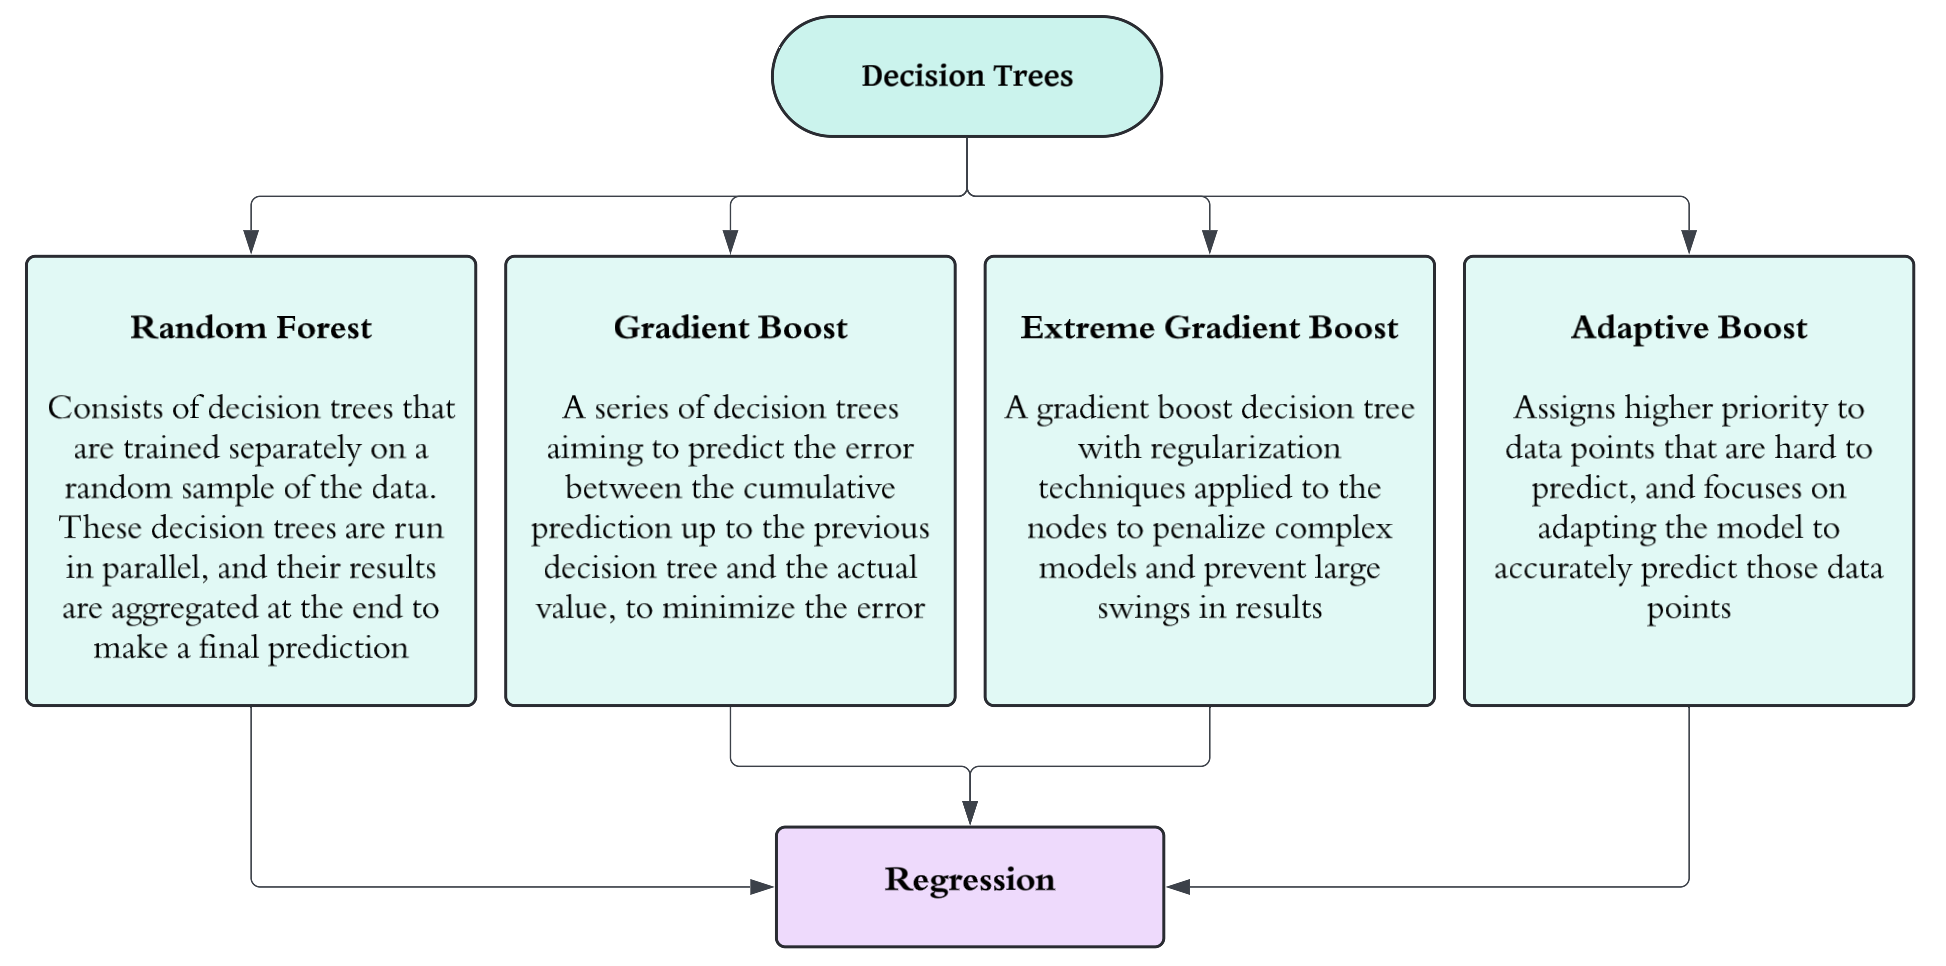 Decision Trees
Random Forest
Consists of decision trees that
are trained separately on a
random sample of the data.
These decision trees are run
in parallel, and their results
are aggregated at the end to
make a final prediction
Gradient Boost
A series of decision trees
aiming to predict the error
between the cumulative
prediction up to the previous
decision tree and the actual
value, to minimize the error
Extreme Gradient Boost
A gradient boost decision tree
with regularization
techniques applied to the
nodes to penalize complex
models and prevent large
swings in results
Adaptive Boost
Assigns higher priority to
data points that are hard to
predict, and focuses on
adapting the model to
accurately predict those data
points
Regression